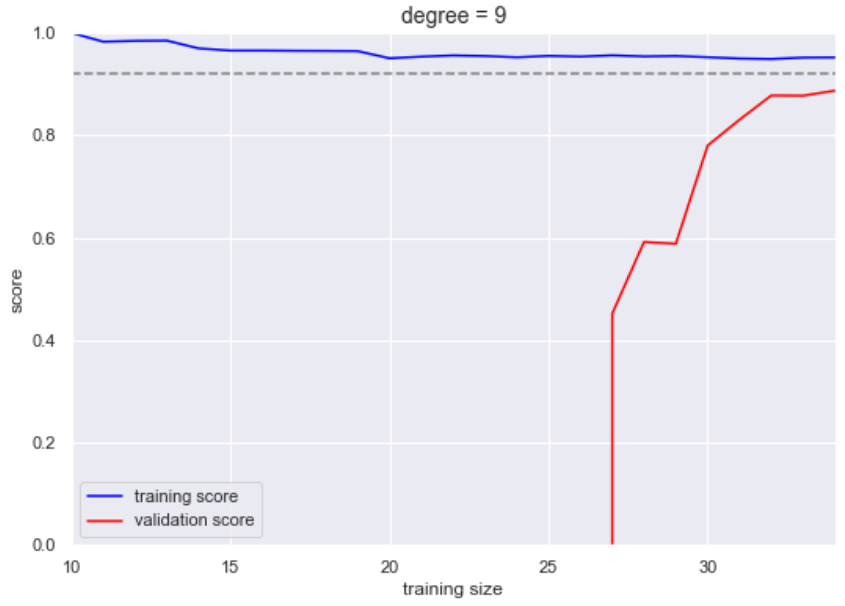 degree = 9
1.0
0.8
0.6
0.4
0.2
0.0
score
training score
validation score
10
15
20
25
30
training size